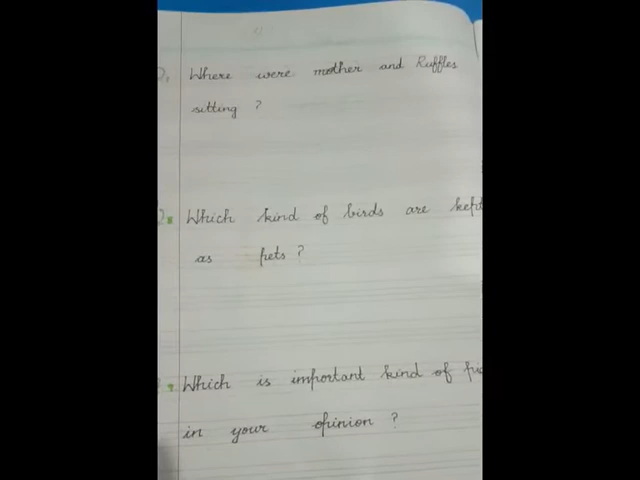 Where were mother and Ruffles
sitting ?
Which kind of birds are kept
as pets ?
Which is important kind of
in your opinion ?